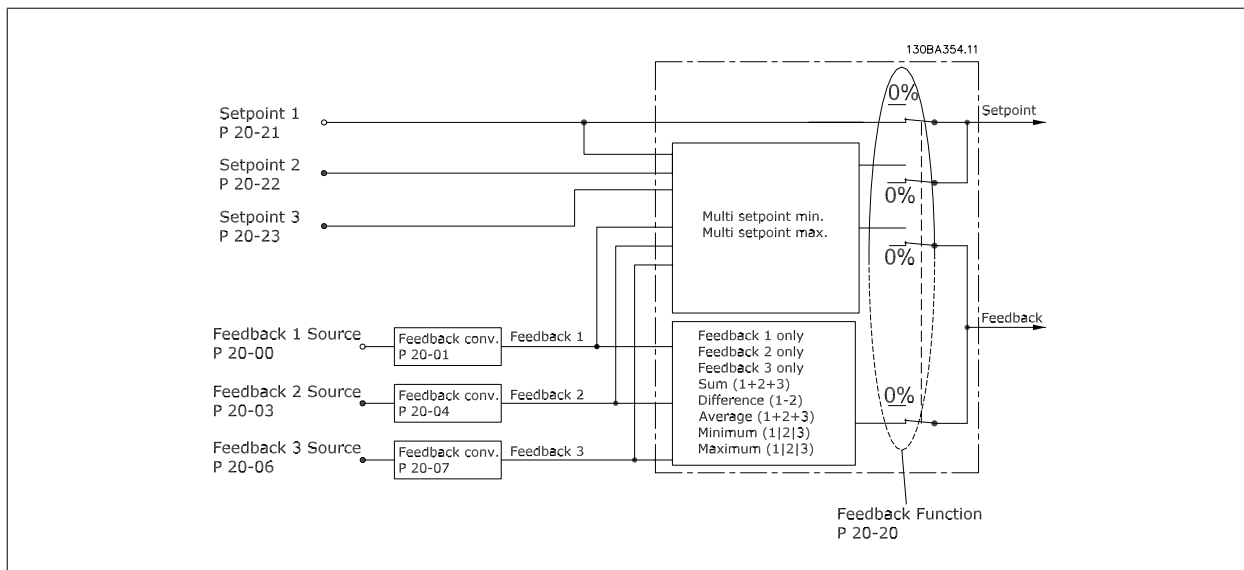 130BA354.11
0%
Setpoint 1
P 20-21
Setpoint
Setpoint 2
P 20-22
0%
Setpoint 3
P 20-23
Multi setpoint min.
Multi setpoint max.
0%
Feedback
Feedback 1 Source
P 20-00
Feedback conv.
P 20-01
Feedback 1
Feedback 1 only
Feedback 2 only
Feedback 3 only
Sum (1+2+3)
Difference (1-2)
Average (1+2+3)
Minimum (1|2|3)
Maximum (1|2|3)
Feedback 2 Source
P 20-03
Feedback conv.
P 20-04
Feedback 2
0%
Feedback 3 Source
P 20-06
Feedback conv.
P 20-07
Feedback 3
Feedback Function
P 20-20